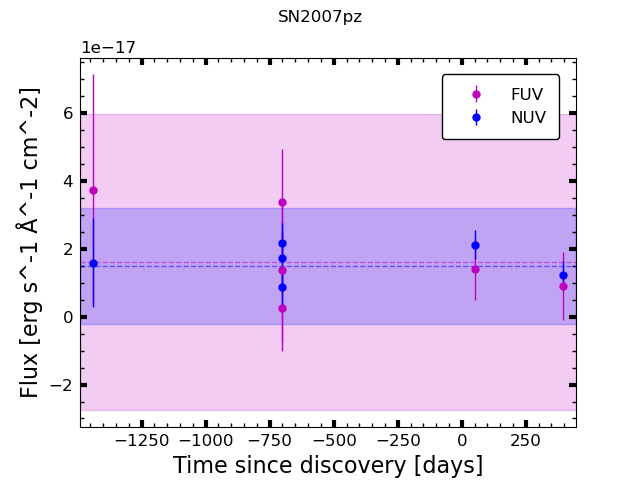 SN2007pz
1e−17
FUV
NUV
6
4
2
0
−2
Flux [erg s^-1 Å^-1 cm^-2]
−1250 −1000 −750 −500 −250 0 250
Time since discovery [days]